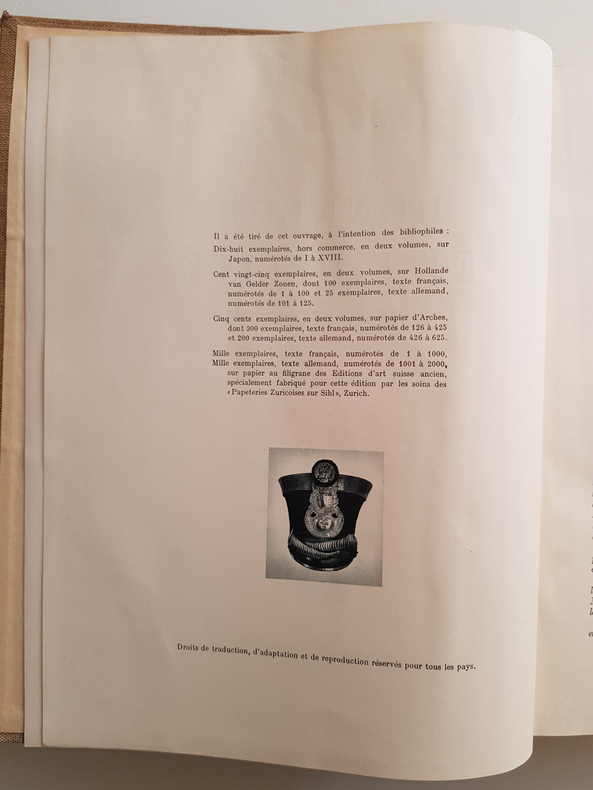 Il a été tiré de cet ouvrage, à l'intention des bibliophiles :
Dix-huit exemplaires, hors commerce, en deux volumes, sur
Japon, numérotés de I à XVIII.
Cent vingt-cinq exemplaires, en deux volumes, sur Hollande
van Gelder Zonen, dont 100 exemplaires, texte français,
numérotés de 1 à 100 et 25 exemplaires, texte allemand,
numérotés de 101 à 125.
Cinq cents exemplaires, en deux volumes, sur papier d'Arches,
dont 300 exemplaires, texte français, numérotés de 126 à 425
et 200 exemplaires, texte allemand, numérotés de 426 à 625.
Mille exemplaires, texte français, numérotés de 1 à 1000,
Mille exemplaires, texte allemand, numérotés de 1001 à 2000,
sur papier au filigrane des Editions d'art suisse ancien,
spécialement fabriqué pour cette édition par les soins des
«Papeteries Zuricoises sur Sihl», Zurich.
Droits de traduction, d'adaptation et de reproduction réservés pour tous les pays.